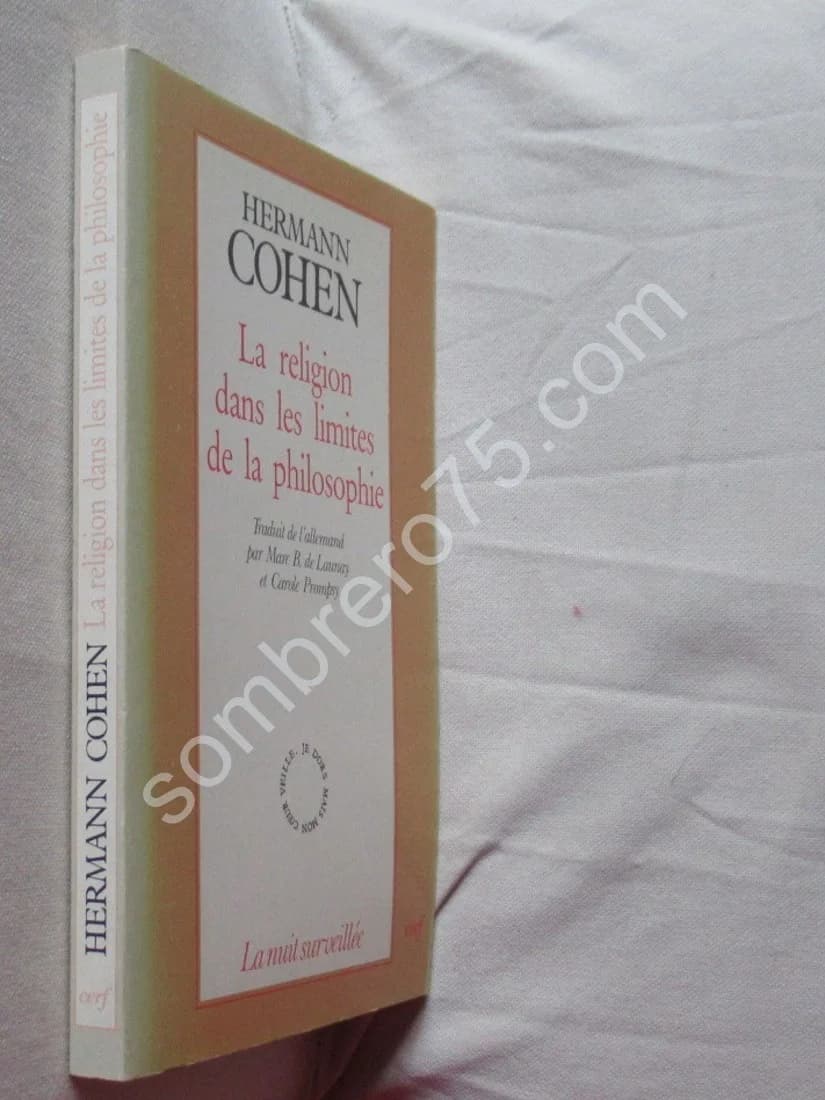 HERMANN COHEN La religion dans les limites de la philosophie
cerf
HERMANN
COHEN
La religion
dans les limites
de la philosophie
Traduit de l'allemand
par Marc B. de Launay
et Carole Prompsy
JE DORS MAIS MON CŒUR VEILLE.
La nuit surveillée
cerf
sombrero75.com